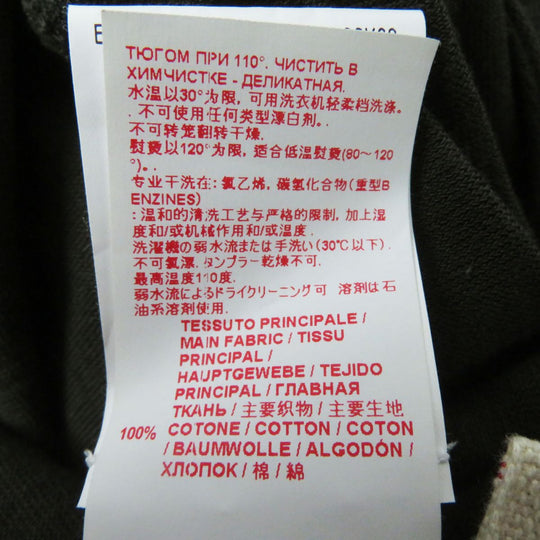 ТЮГОМ ПРИ 110°. ЧИСТИТЬ В
ХИМЧИСТКЕ - ДЕЛИКАТНАЯ.
水温以30°为限, 可用洗衣机轻柔档洗涤.
. 不可使用任何类型漂白剂. .
不可转笼翻转干燥.
熨烫以120°为限, 适合低温熨烫(80~120
°). .
专业干洗在: 氯乙烯, 碳氢化合物(重型B
ENZINES)
: 温和的清洗工艺与严格的限制, 加上湿
度和/或机械作用和/或温度.
洗濯機の弱水流または手洗い(30℃以下).
不可氯漂. タンブラー乾燥不可.
最高温度110度.
弱水流によるドライクリーニング可 溶剤は石
油系溶剤使用.
TESSUTO PRINCIPALE /
MAIN FABRIC / TISSU
PRINCIPAL /
HAUPTGEWEBE / TEJIDO
PRINCIPAL / ГЛАВНАЯ
ТКАНЬ / 主要织物 / 主要生地
100% COTONE / COTTON / COTON
/ BAUMWOLLE / ALGODÓN /
ХЛОПОК / 棉 / 綿